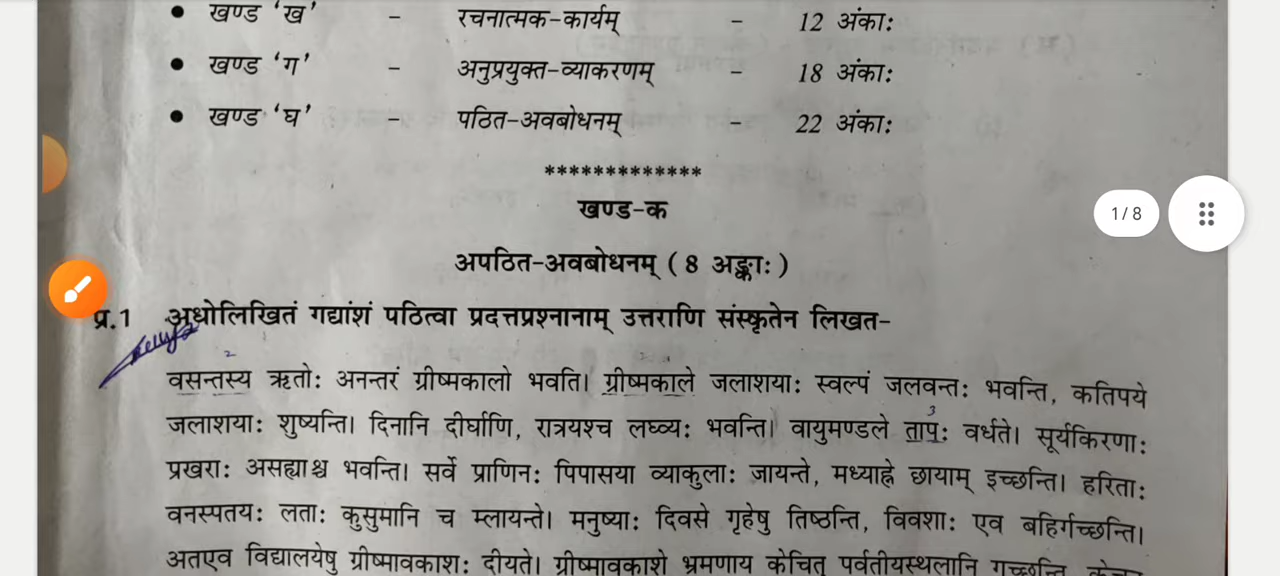 • खण्ड ‘ख’ - रचनात्मक-कार्यम् - 12 अंकाः
• खण्ड ‘ग’ - अनुप्रयुक्त-व्याकरणम् - 18 अंकाः
• खण्ड ‘घ’ - पठित-अवबोधनम् - 22 अंकाः
*************
खण्ड-क
1/8
अपठित-अवबोधनम् ( 8 अङ्काः )
प्र.1 अधोलिखितं गद्यांशं पठित्वा प्रदत्तप्रश्नानाम् उत्तराणि संस्कृतेन लिखत-
2
वसन्तस्य ऋतोः अनन्तरं ग्रीष्मकालो भवति। ग्रीष्मकाले जलाशयाः स्वल्पं जलवन्तः भवन्ति, कतिपये
3
जलाशयाः शुष्यन्ति। दिनानि दीर्घाणि, रात्रयश्च लघ्व्यः भवन्ति। वायुमण्डले तापः वर्धते। सूर्यकिरणाः
प्रखराः असह्याश्च भवन्ति। सर्वे प्राणिनः पिपासया व्याकुलाः जायन्ते, मध्याह्ने छायाम् इच्छन्ति। हरिताः
वनस्पतयः लताः कुसुमानि च म्लायन्ते। मनुष्याः दिवसे गृहेषु तिष्ठन्ति, विवशाः एव बहिर्गच्छन्ति।
अतएव विद्यालयेषु ग्रीष्मावकाशः दीयते। ग्रीष्मावकाशे भ्रमणाय केचित् पर्वतीयस्थलानि गच्छन्ति